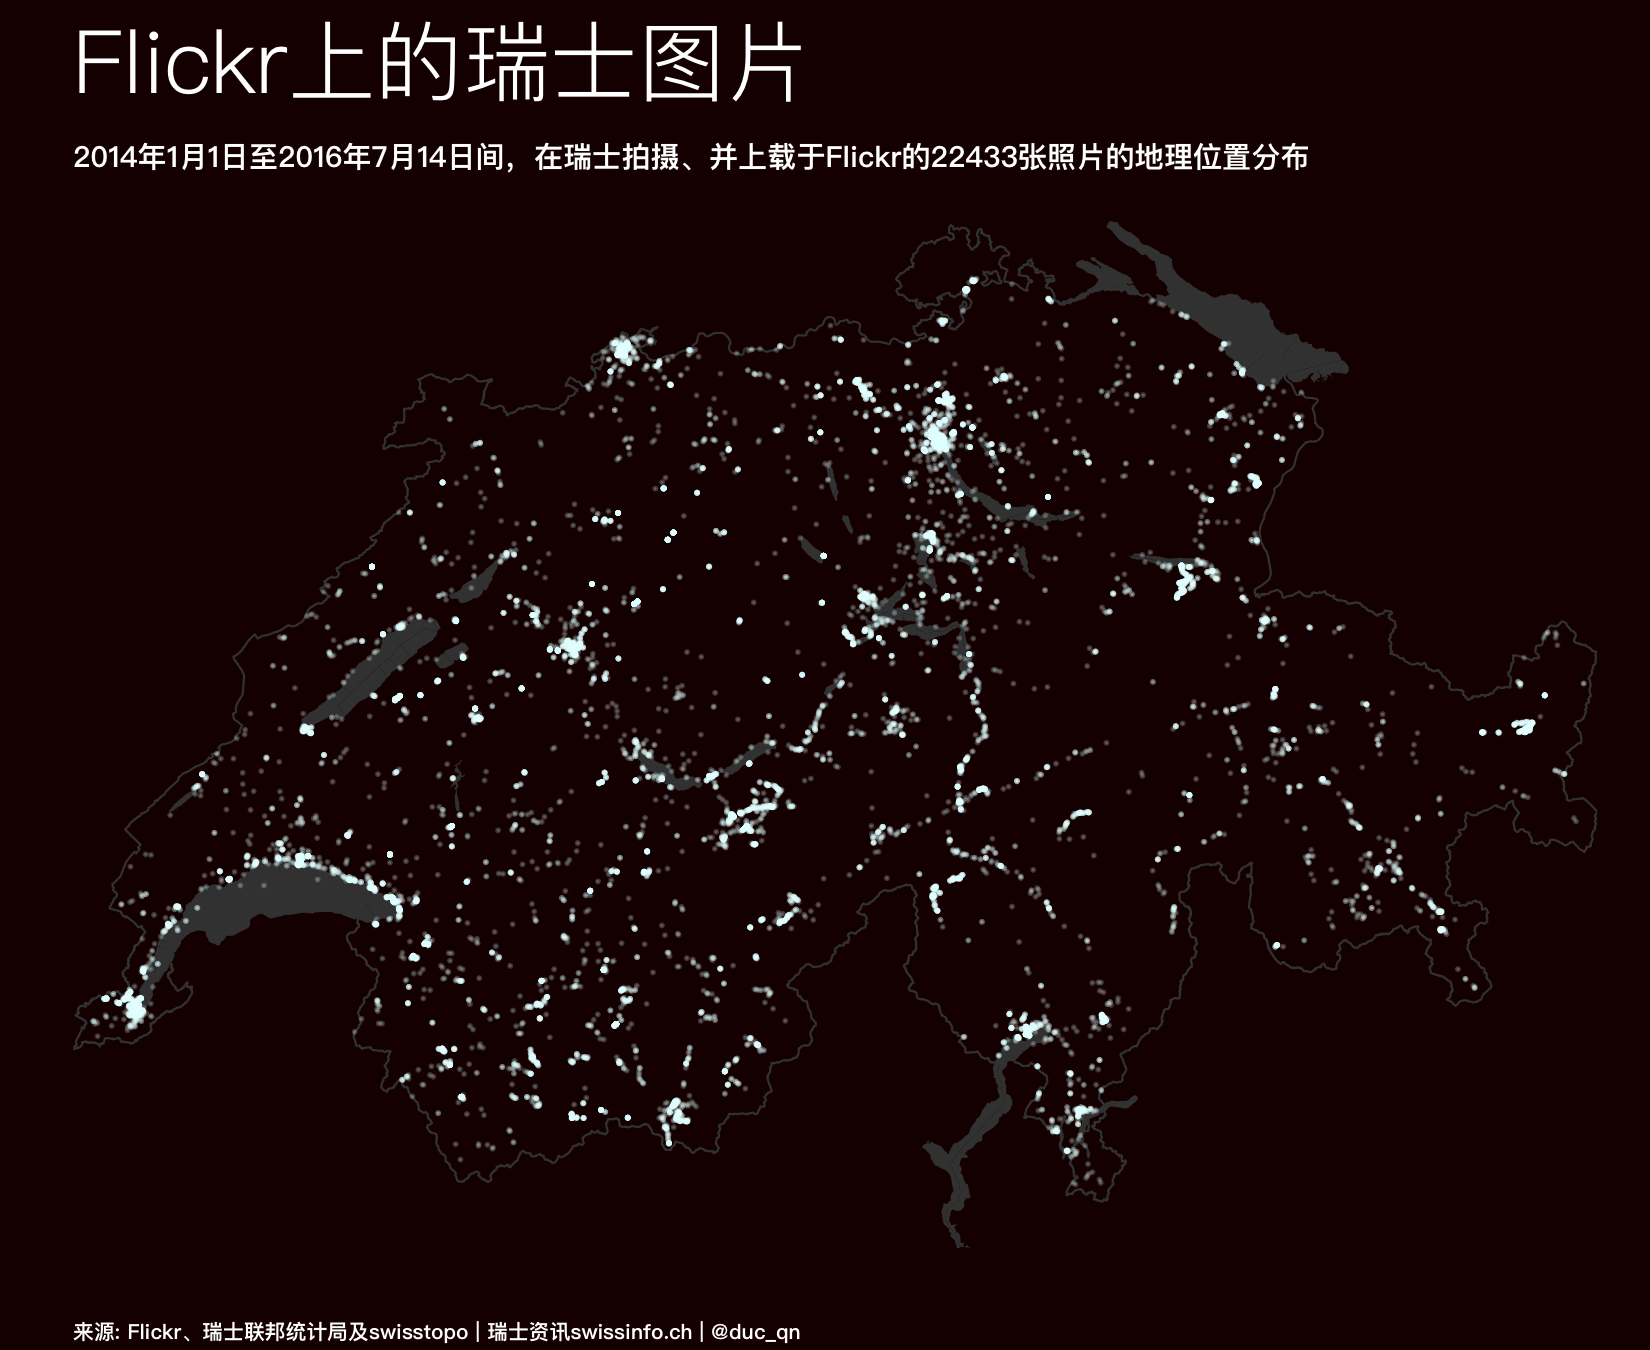 Flickr上的瑞士图片
2014年1月1日至2016年7月14日间，在瑞士拍摄、并上载于Flickr的22433张照片的地理位置分布
来源: Flickr、瑞士联邦统计局及swisstopo | 瑞士资讯swissinfo.ch | @duc_qn